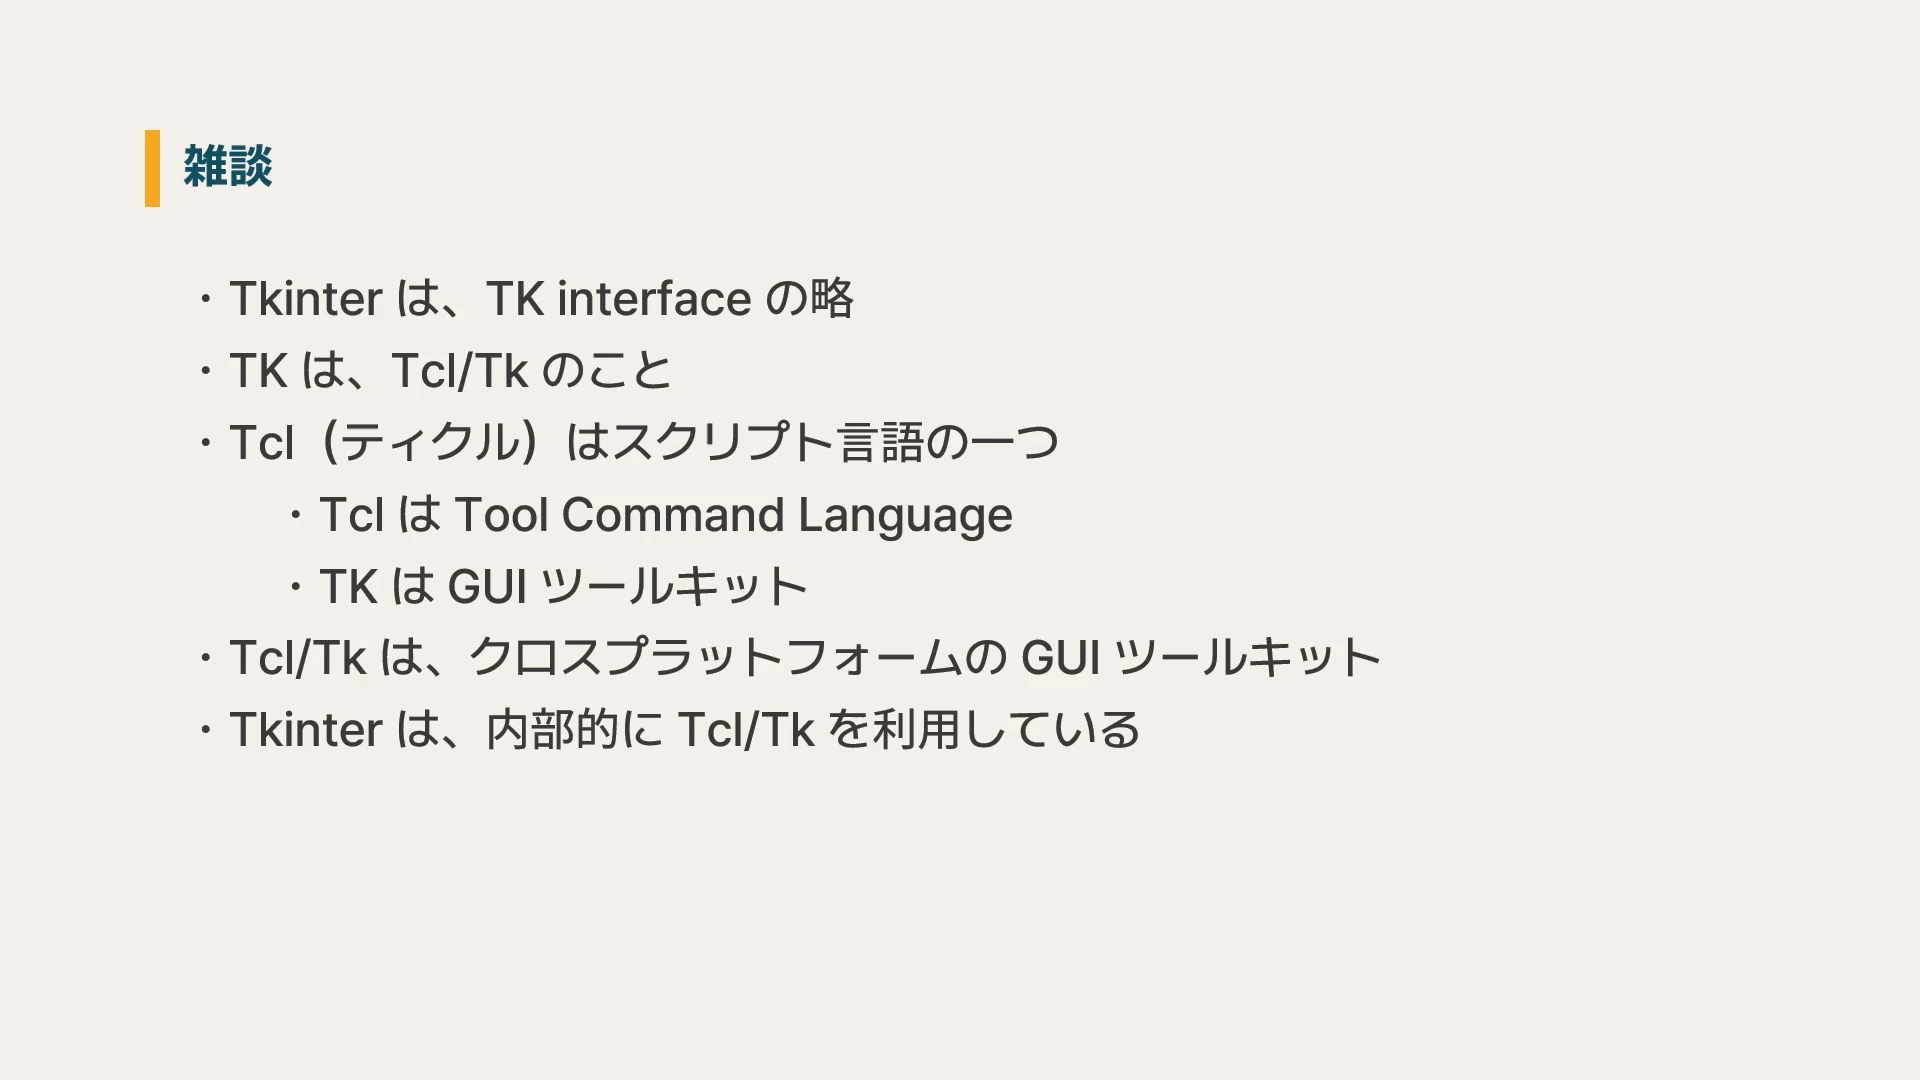 雑談
・Tkinter は、TK interface の略
・TK は、Tcl/Tk のこと
・Tcl（ティクル）はスクリプト言語の一つ
・Tcl は Tool Command Language
・TK は GUI ツールキット
・Tcl/Tk は、クロスプラットフォームの GUI ツールキット
・Tkinter は、内部的に Tcl/Tk を利用している